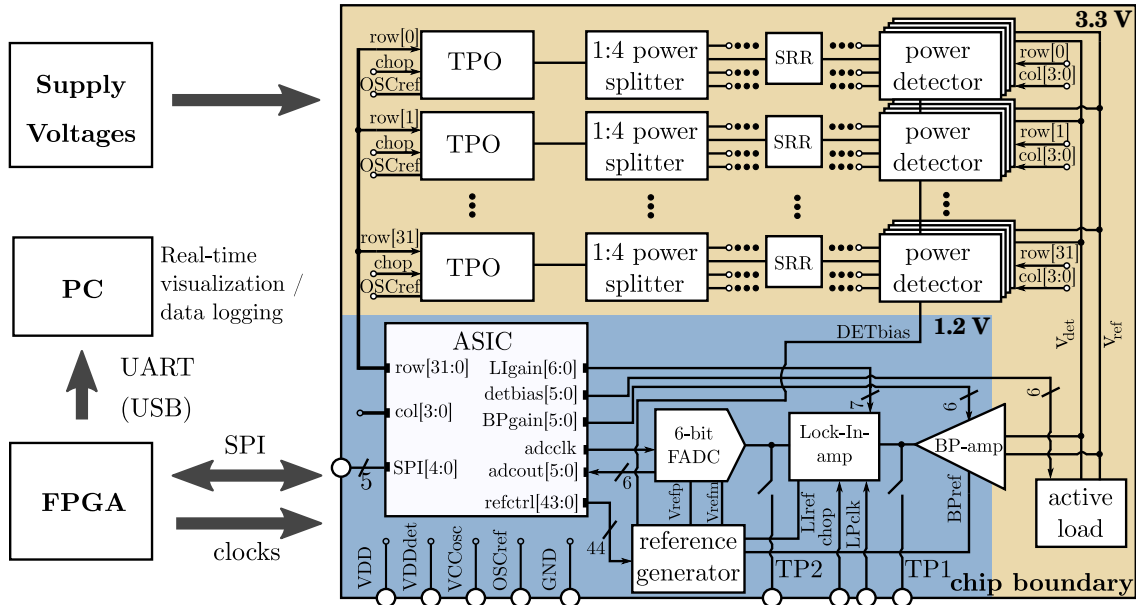 3.3 V
Supply
Voltages
row[0]
chop
OSCref
TPO
1:4 power
splitter
SRR
power
detector
row[0]
col[3:0]
row[1]
chop
OSCref
TPO
1:4 power
splitter
SRR
power
detector
row[1]
col[3:0]
row[31]
chop
OSCref
TPO
1:4 power
splitter
SRR
power
detector
row[31]
col[3:0]
PC
Real-time
visualization /
data logging
UART
(USB)
SPI
FPGA
clocks
DETbias
1.2 V
Vdet
Vref
ASIC
row[31:0]
col[3:0]
SPI[4:0]
LIgain[6:0]
detbias[5:0]
BPgain[5:0]
adcclk
adcout[5:0]
refctrl[43:0]
5
6
44
7
6
6
6-bit
FADC
Lock-In-
amp
BP-amp
active
load
Vrefp
Vrefm
LIref
chop
LPclk
BPref
reference
generator
VDD
VDDdet
VCCosc
OSCref
GND
TP2
TP1
chip boundary